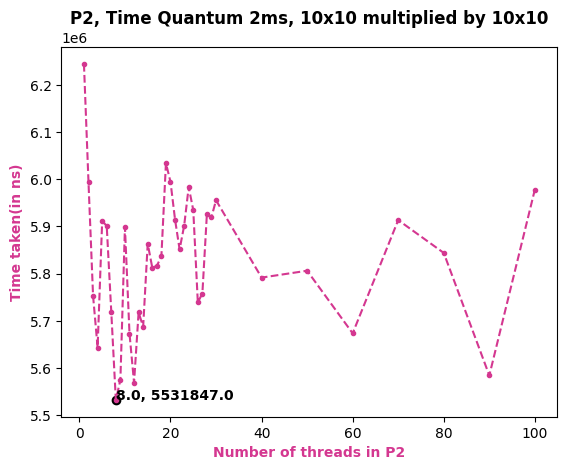 P2, Time Quantum 2ms, 10x10 multiplied by 10x10
1e6
6.2
6.1
6.0
5.9
5.8
5.7
5.6
5.5
Time taken(in ns)
8.0, 5531847.0
0 20 40 60 80 100
Number of threads in P2